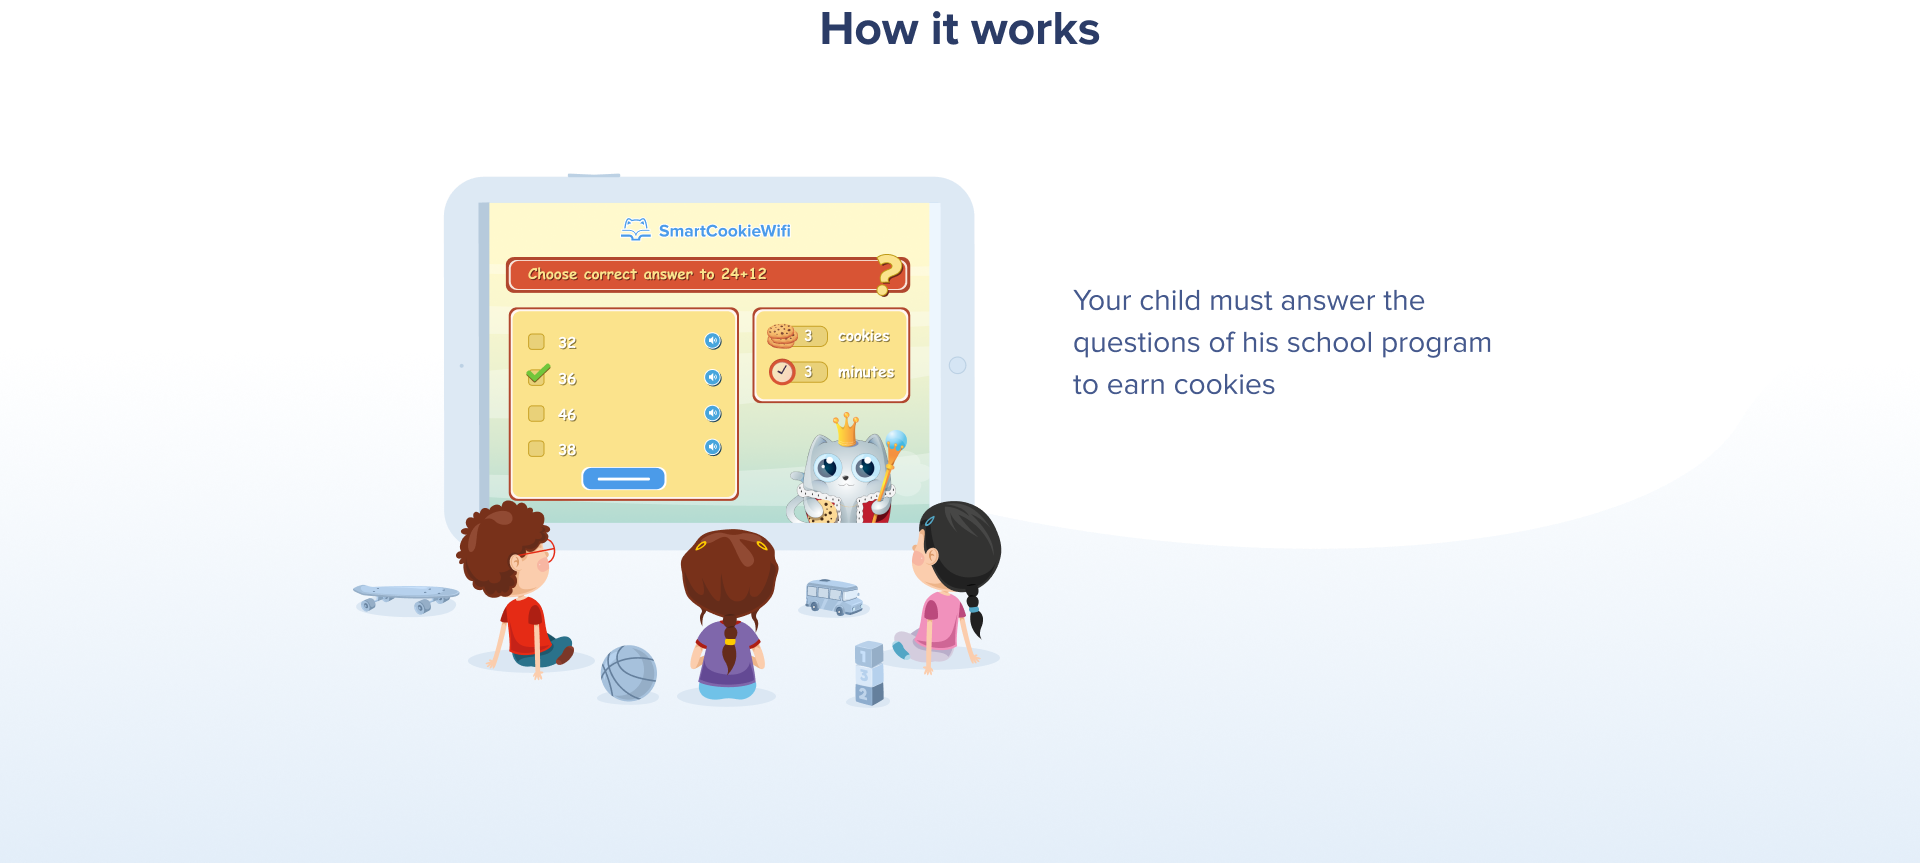 How it works
SmartCookieWifi
Choose correct answer to 24+12
?
32
36
46
38
3 cookies
3 minutes
Your child must answer the
questions of his school program
to earn cookies
1
3
2